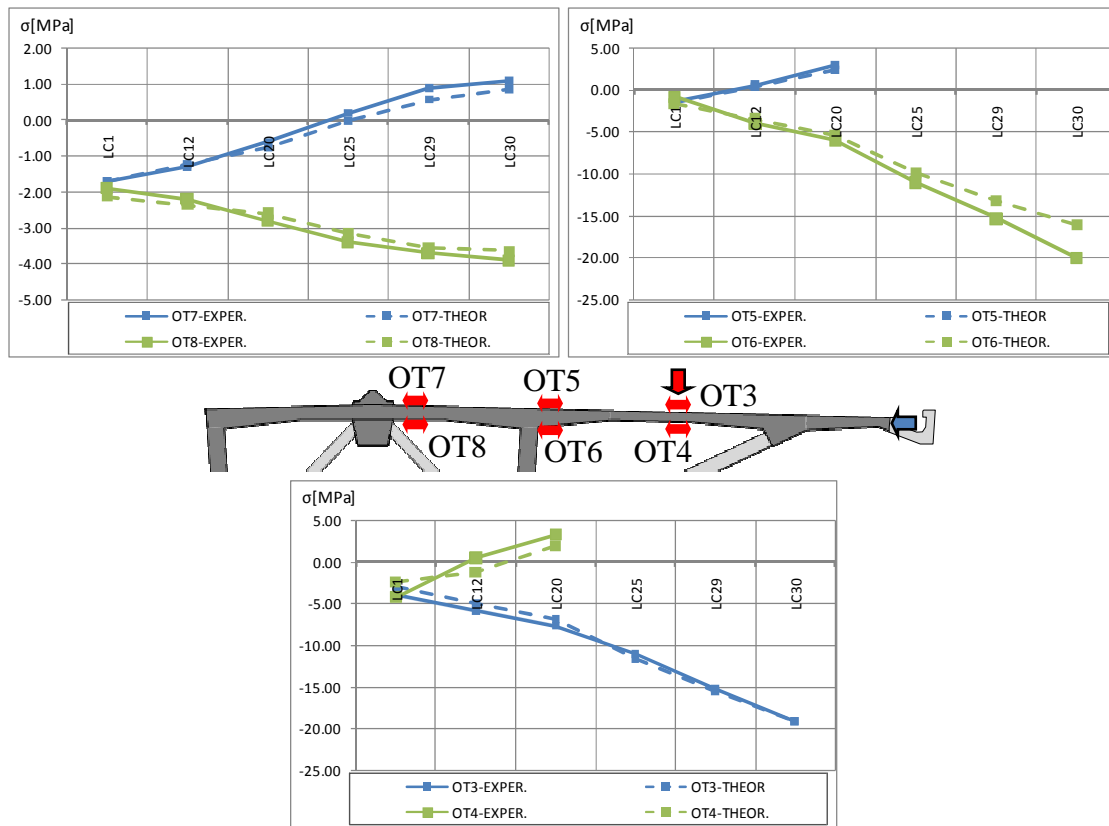 σ[MPa]
2.00
1.00
0.00
-1.00
-2.00
-3.00
-4.00
-5.00
LC1
LC12
LC20
LC25
LC29
LC30
OT7-EXPER.
OT7-THEOR
OT8-EXPER.
OT8-THEOR.
σ[MPa]
5.00
0.00
-5.00
-10.00
-15.00
-20.00
-25.00
LC1
LC12
LC20
LC25
LC29
LC30
OT5-EXPER.
OT5-THEOR
OT6-EXPER.
OT6-THEOR.
OT7
OT5
OT3
OT8
OT6
OT4
σ[MPa]
5.00
0.00
-5.00
-10.00
-15.00
-20.00
-25.00
LC1
LC12
LC20
LC25
LC29
LC30
OT3-EXPER.
OT3-THEOR
OT4-EXPER.
OT4-THEOR.